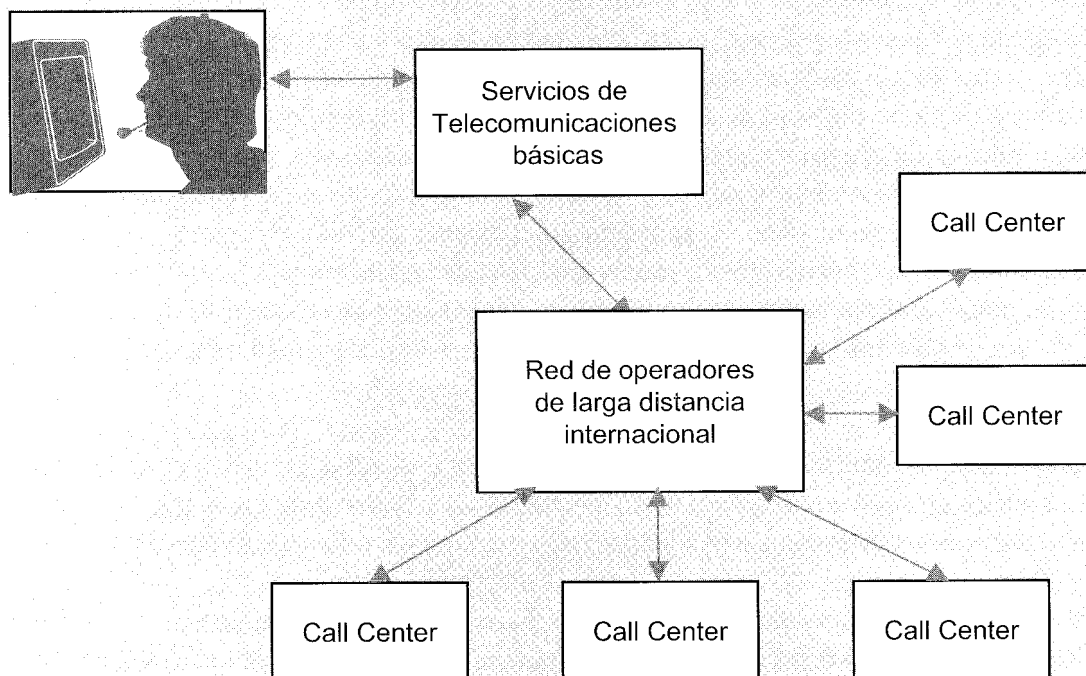 Servicios de
Telecomunicaciones
básicas
Call Center
Red de operadores
de larga distancia
internacional
Call Center
Call Center
Call Center
Call Center